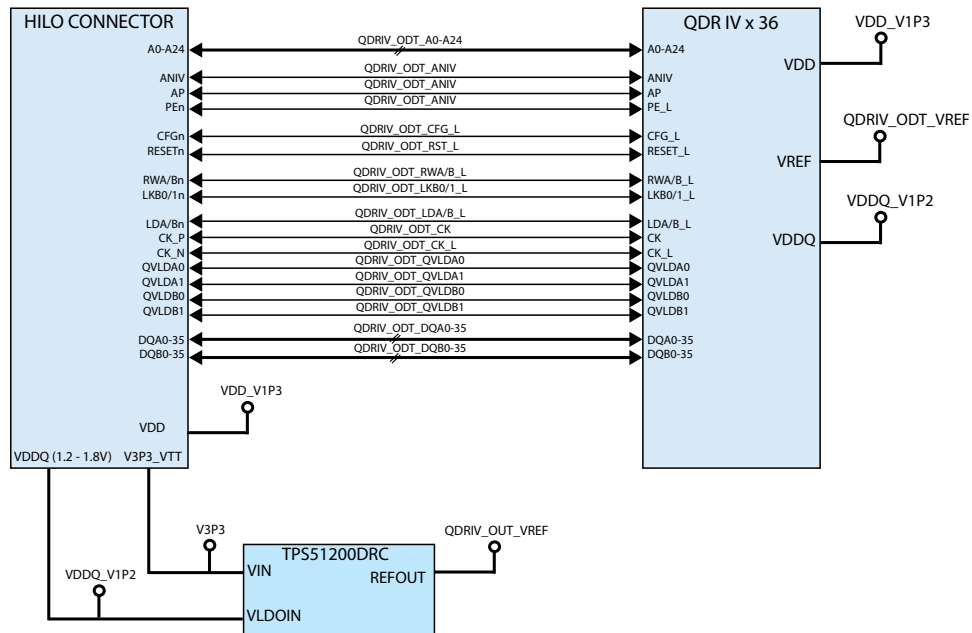 HILO CONNECTOR
QDR IV x 36
VDD_V1P3
A0-A24 QDRIV_ODT_A0-A24 A0-A24
VDD
ANIV QDRIV_ODT_ANIV ANIV
AP QDRIV_ODT_ANIV AP
PEn QDRIV_ODT_ANIV PE_L
QDRIV_ODT_VREF
CFGn QDRIV_ODT_CFG_L CFG_L
RESETn QDRIV_ODT_RST_L RESET_L
VREF
RWA/Bn QDRIV_ODT_RWA/B_L RWA/B_L
LKB0/1n QDRIV_ODT_LKB0/1_L LKB0/1_L
VDDQ_V1P2
LDA/Bn QDRIV_ODT_LDA/B_L LDA/B_L
CK_P QDRIV_ODT_CK CK
VDDQ
CK_N QDRIV_ODT_CK_L CK_L
QVLDA0 QDRIV_ODT_QVLDA0 QVLDA0
QVLDA1 QDRIV_ODT_QVLDA1 QVLDA1
QVLDB0 QDRIV_ODT_QVLDB0 QVLDB0
QVLDB1 QDRIV_ODT_QVLDB1 QVLDB1
DQA0-35 QDRIV_ODT_DQA0-35 DQA0-35
DQB0-35 QDRIV_ODT_DQB0-35 DQB0-35
VDD_V1P3
VDD
VDDQ (1.2 - 1.8V) V3P3_VTT
V3P3
QDRIV_OUT_VREF
TPS51200DRC
VIN
REFOUT
VDDQ_V1P2
VLDOIN